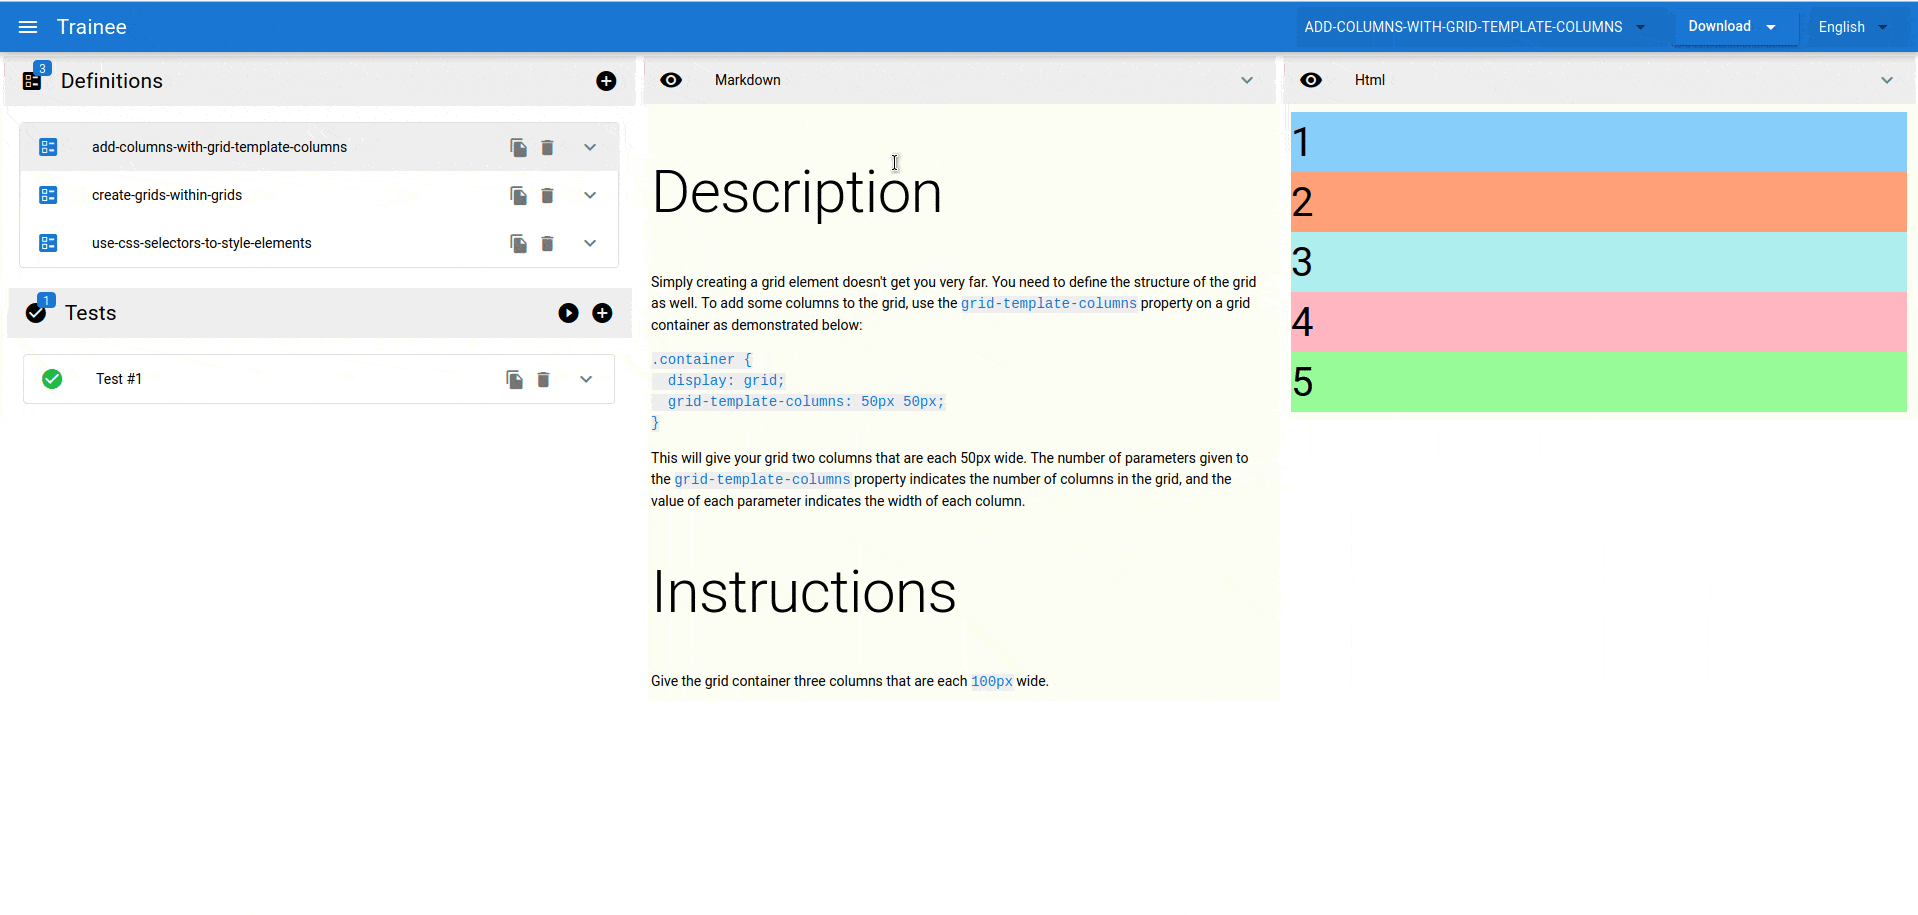 Trainee
ADD-COLUMNS-WITH-GRID-TEMPLATE-COLUMNS
Download
English
3
Definitions
add-columns-with-grid-template-columns
create-grids-within-grids
use-css-selectors-to-style-elements
1
Tests
Test #1
Markdown
Description
Simply creating a grid element doesn't get you very far. You need to define the structure of the grid
as well. To add some columns to the grid, use the grid-template-columns property on a grid
container as demonstrated below:
.container {
  display: grid;
  grid-template-columns: 50px 50px;
}
This will give your grid two columns that are each 50px wide. The number of parameters given to
the grid-template-columns property indicates the number of columns in the grid, and the
value of each parameter indicates the width of each column.
Instructions
Give the grid container three columns that are each 100px wide.
Html
1
2
3
4
5